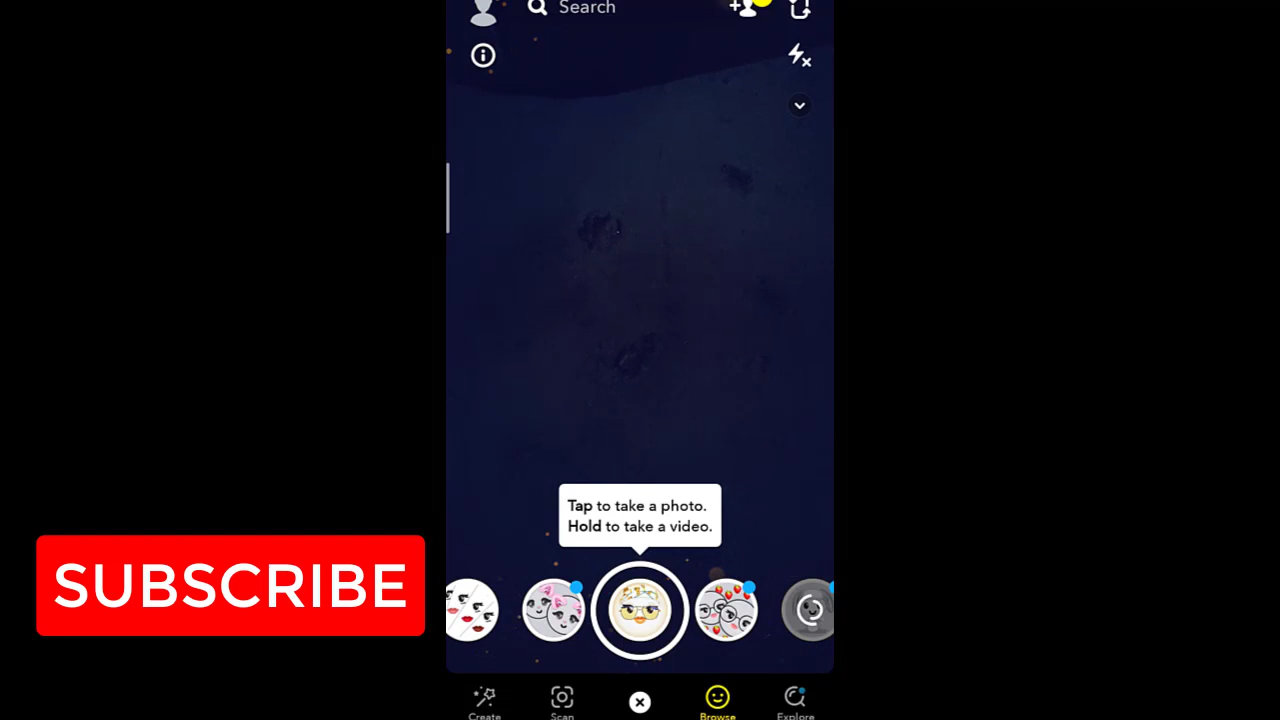 Search
Tap to take a photo.
Hold to take a video.
SUBSCRIBE
Create
Scan
Browse
Explore